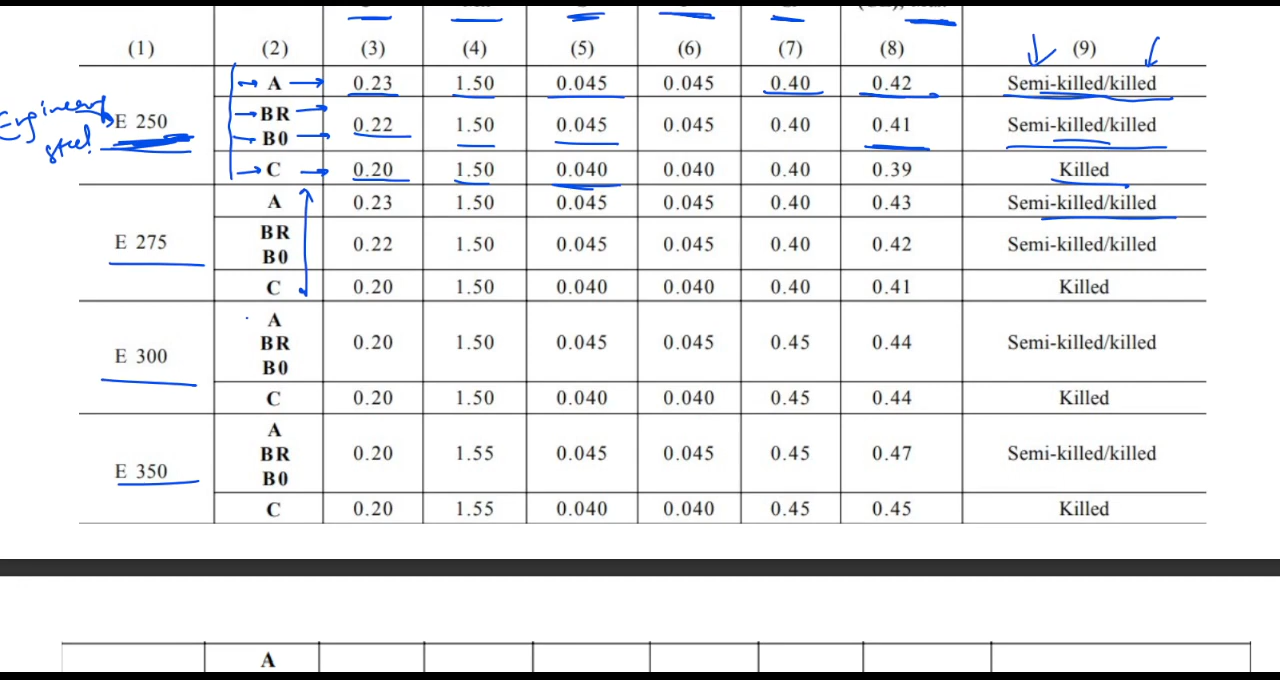 (1) (2) (3) (4) (5) (6) (7) (8) (9)
A 0.23 1.50 0.045 0.045 0.40 0.42 Semi-killed/killed
Engineering
steel
E 250
BR
B0
0.22 1.50 0.045 0.045 0.40 0.41 Semi-killed/killed
C 0.20 1.50 0.040 0.040 0.40 0.39 Killed
A 0.23 1.50 0.045 0.045 0.40 0.43 Semi-killed/killed
E 275
BR
B0
0.22 1.50 0.045 0.045 0.40 0.42 Semi-killed/killed
C 0.20 1.50 0.040 0.040 0.40 0.41 Killed
E 300
A
BR
B0
0.20 1.50 0.045 0.045 0.45 0.44 Semi-killed/killed
C 0.20 1.50 0.040 0.040 0.45 0.44 Killed
E 350
A
BR
B0
0.20 1.55 0.045 0.045 0.45 0.47 Semi-killed/killed
C 0.20 1.55 0.040 0.040 0.45 0.45 Killed
A